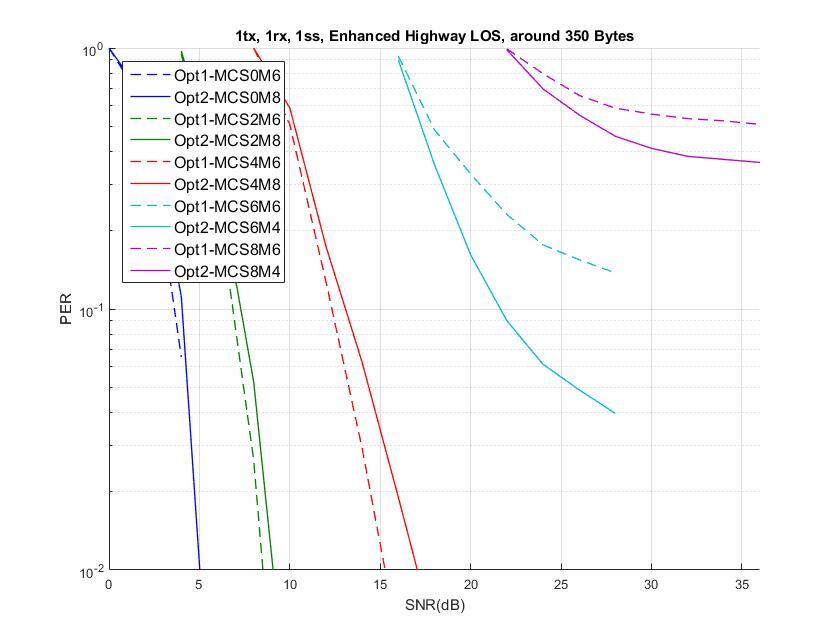 1tx, 1rx, 1ss, Enhanced Highway LOS, around 350 Bytes
10^0
Opt1-MCS0M6
Opt2-MCS0M8
Opt1-MCS2M6
Opt2-MCS2M8
Opt1-MCS4M6
Opt2-MCS4M8
Opt1-MCS6M6
Opt2-MCS6M4
Opt1-MCS8M6
Opt2-MCS8M4
PER
10^-1
10^-2
0 5 10 15 20 25 30 35
SNR(dB)